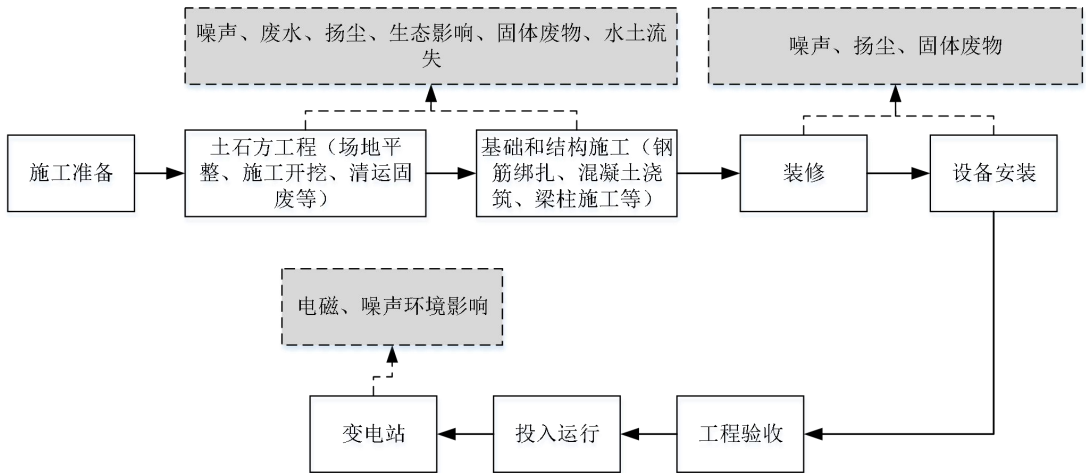 噪声、废水、扬尘、生态影响、固体废物、水土流
失
噪声、扬尘、固体废物
施工准备
土石方工程（场地平
整、施工开挖、清运固
废等）
基础和结构施工（钢
筋绑扎、混凝土浇
筑、梁柱施工等）
装修
设备安装
电磁、噪声环境影响
变电站
投入运行
工程验收